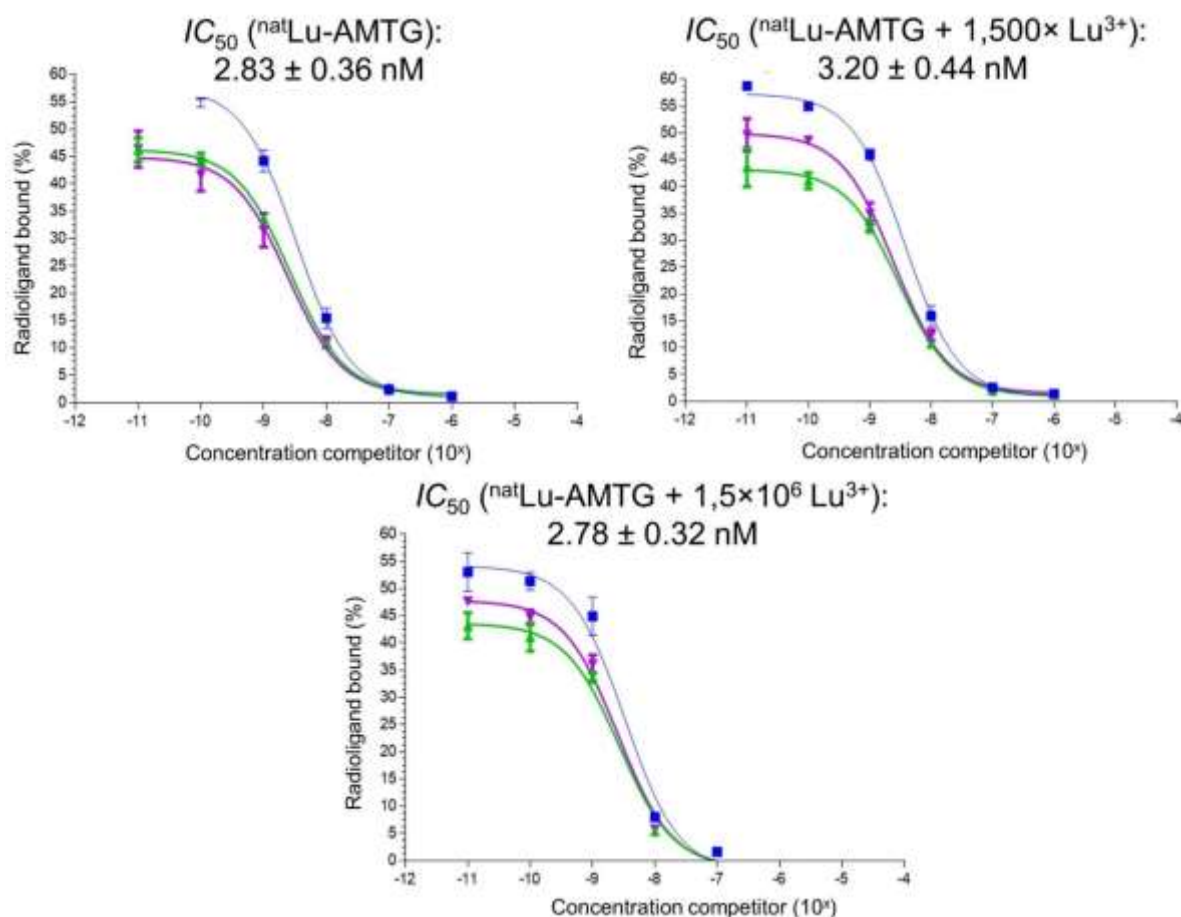 IC50 (natLu-AMTG):
2.83 ± 0.36 nM
60
55
50
45
40
35
30
25
20
15
10
5
0
Radioligand bound (%)
-12 -11 -10 -9 -8 -7 -6 -5 -4
Concentration competitor (10ˣ)
IC50 (natLu-AMTG + 1,500× Lu³⁺):
3.20 ± 0.44 nM
60
55
50
45
40
35
30
25
20
15
10
5
0
Radioligand bound (%)
-12 -11 -10 -9 -8 -7 -6 -5 -4
Concentration competitor (10ˣ)
IC50 (natLu-AMTG + 1,5×10⁶ Lu³⁺):
2.78 ± 0.32 nM
60
55
50
45
40
35
30
25
20
15
10
5
0
Radioligand bound (%)
-12 -11 -10 -9 -8 -7 -6 -5 -4
Concentration competitor (10ˣ)